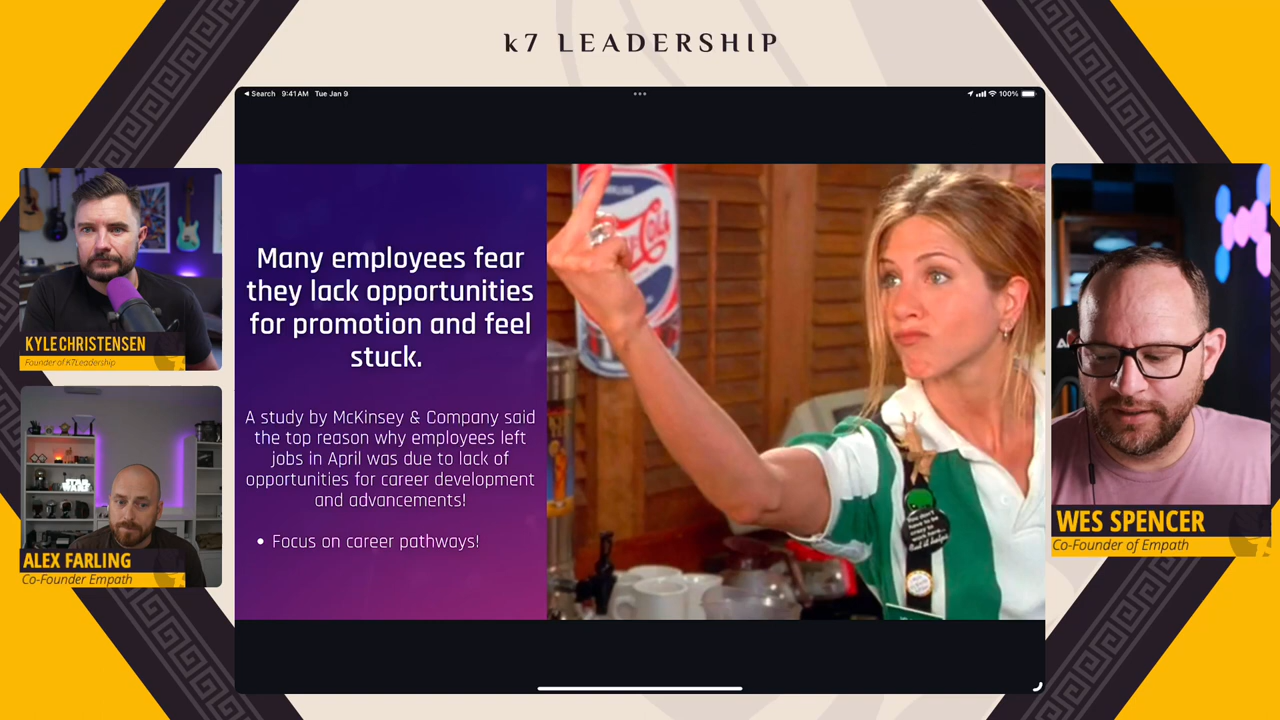 k7 LEADERSHIP
Search 9:41 AM Tue Jan 9
100%
KYLE CHRISTENSEN
Founder of K7Leadership
STAR
WARS
ALEX FARLING
Co-Founder Empath
Many employees fear
they lack opportunities
for promotion and feel
stuck.
A study by McKinsey & Company said
the top reason why employees left
jobs in April was due to lack of
opportunities for career development
and advancements!
• Focus on career pathways!
WES SPENCER
Co-Founder of Empath